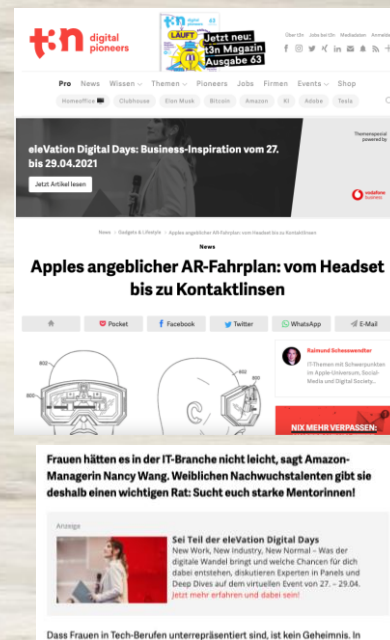 t3n digital pioneers
LÄUFT
Jetzt neu:
t3n Magazin
Ausgabe 63
Über t3n Jobs bei t3n Mediadaten Anmelden
Pro News Wissen Themen Pioneers Jobs Firmen Events Shop
Homeoffice Clubhouse Elon Musk Bitcoin Amazon KI Adobe Tesla
eleVation Digital Days: Business-Inspiration vom 27.
bis 29.04.2021
Jetzt Artikel lesen
Themenspecial
powered by
vodafone
business
News > Gadgets & Lifestyle > Apples angeblicher AR-Fahrplan: vom Headset bis zu Kontaktlinsen
News
Apples angeblicher AR-Fahrplan: vom Headset
bis zu Kontaktlinsen
Pocket Facebook Twitter WhatsApp E-Mail
802
802
Raimund Schesswendter
IT-Themen mit Schwerpunkten
im Apple-Universum, Social-
Media und Digital Society…
NIX MEHR VERPASSEN:
Frauen hätten es in der IT-Branche nicht leicht, sagt Amazon-
Managerin Nancy Wang. Weiblichen Nachwuchstalenten gibt sie
deshalb einen wichtigen Rat: Sucht euch starke Mentorinnen!
Anzeige
Sei Teil der eleVation Digital Days
New Work, New Industry, New Normal – Was der
digitale Wandel bringt und welche Chancen für dich
dabei entstehen, diskutieren Experten in Panels und
Deep Dives auf dem virtuellen Event von 27. – 29.04.
Jetzt mehr erfahren und dabei sein!
Dass Frauen in Tech-Berufen unterrepräsentiert sind, ist kein Geheimnis. In